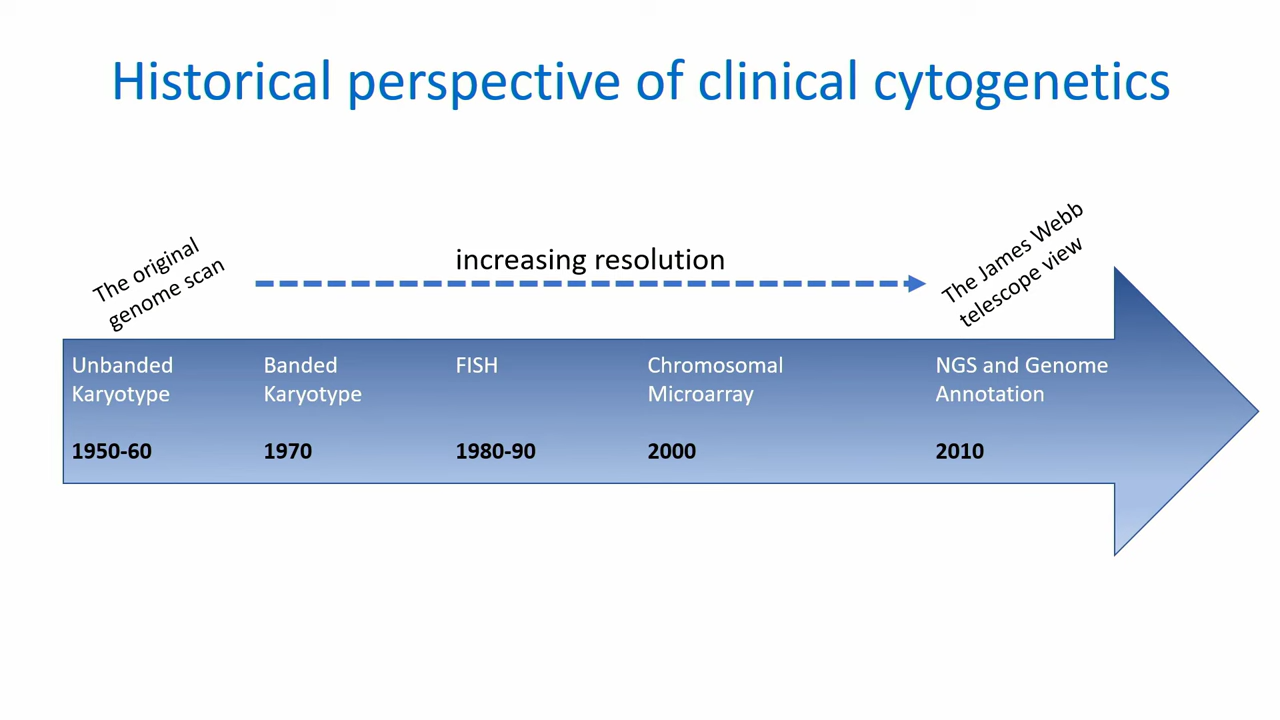 Historical perspective of clinical cytogenetics
The original
genome scan
increasing resolution
The James Webb
telescope view
Unbanded
Karyotype
1950-60
Banded
Karyotype
1970
FISH
1980-90
Chromosomal
Microarray
2000
NGS and Genome
Annotation
2010